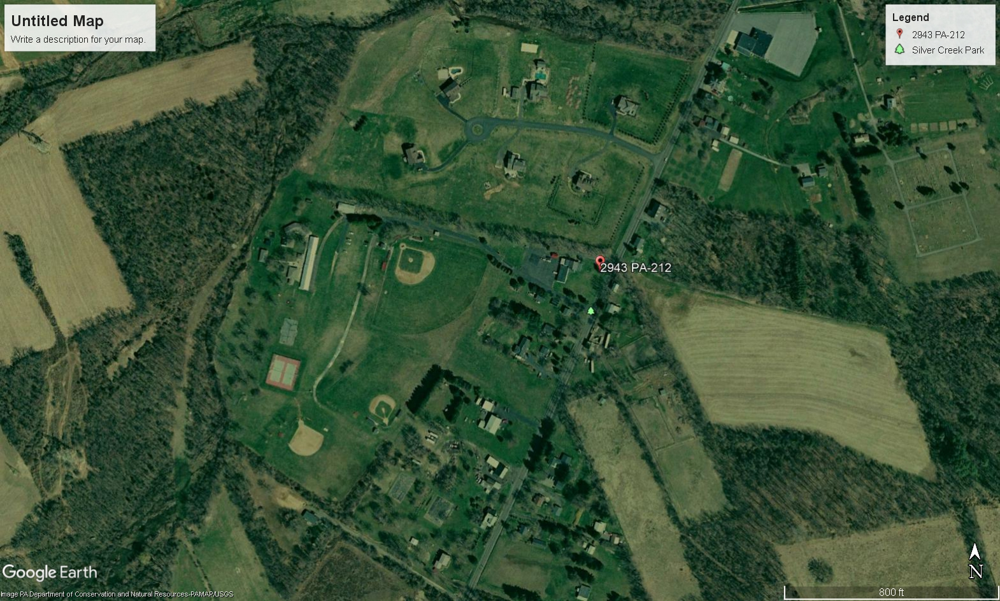 Untitled Map
Write a description for your map.
Legend
2943 PA-212
Silver Creek Park
2943 PA-212
Google Earth
N
Image PA Department of Conservation and Natural Resources-PAMAP/USGS
800 ft